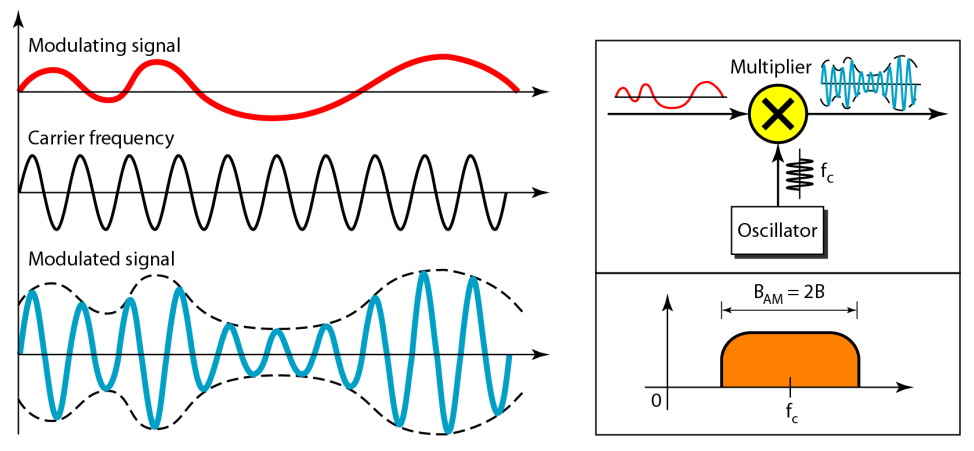 Modulating signal
Carrier frequency
Modulated signal
Multiplier
fc
Oscillator
BAM = 2B
0
fc